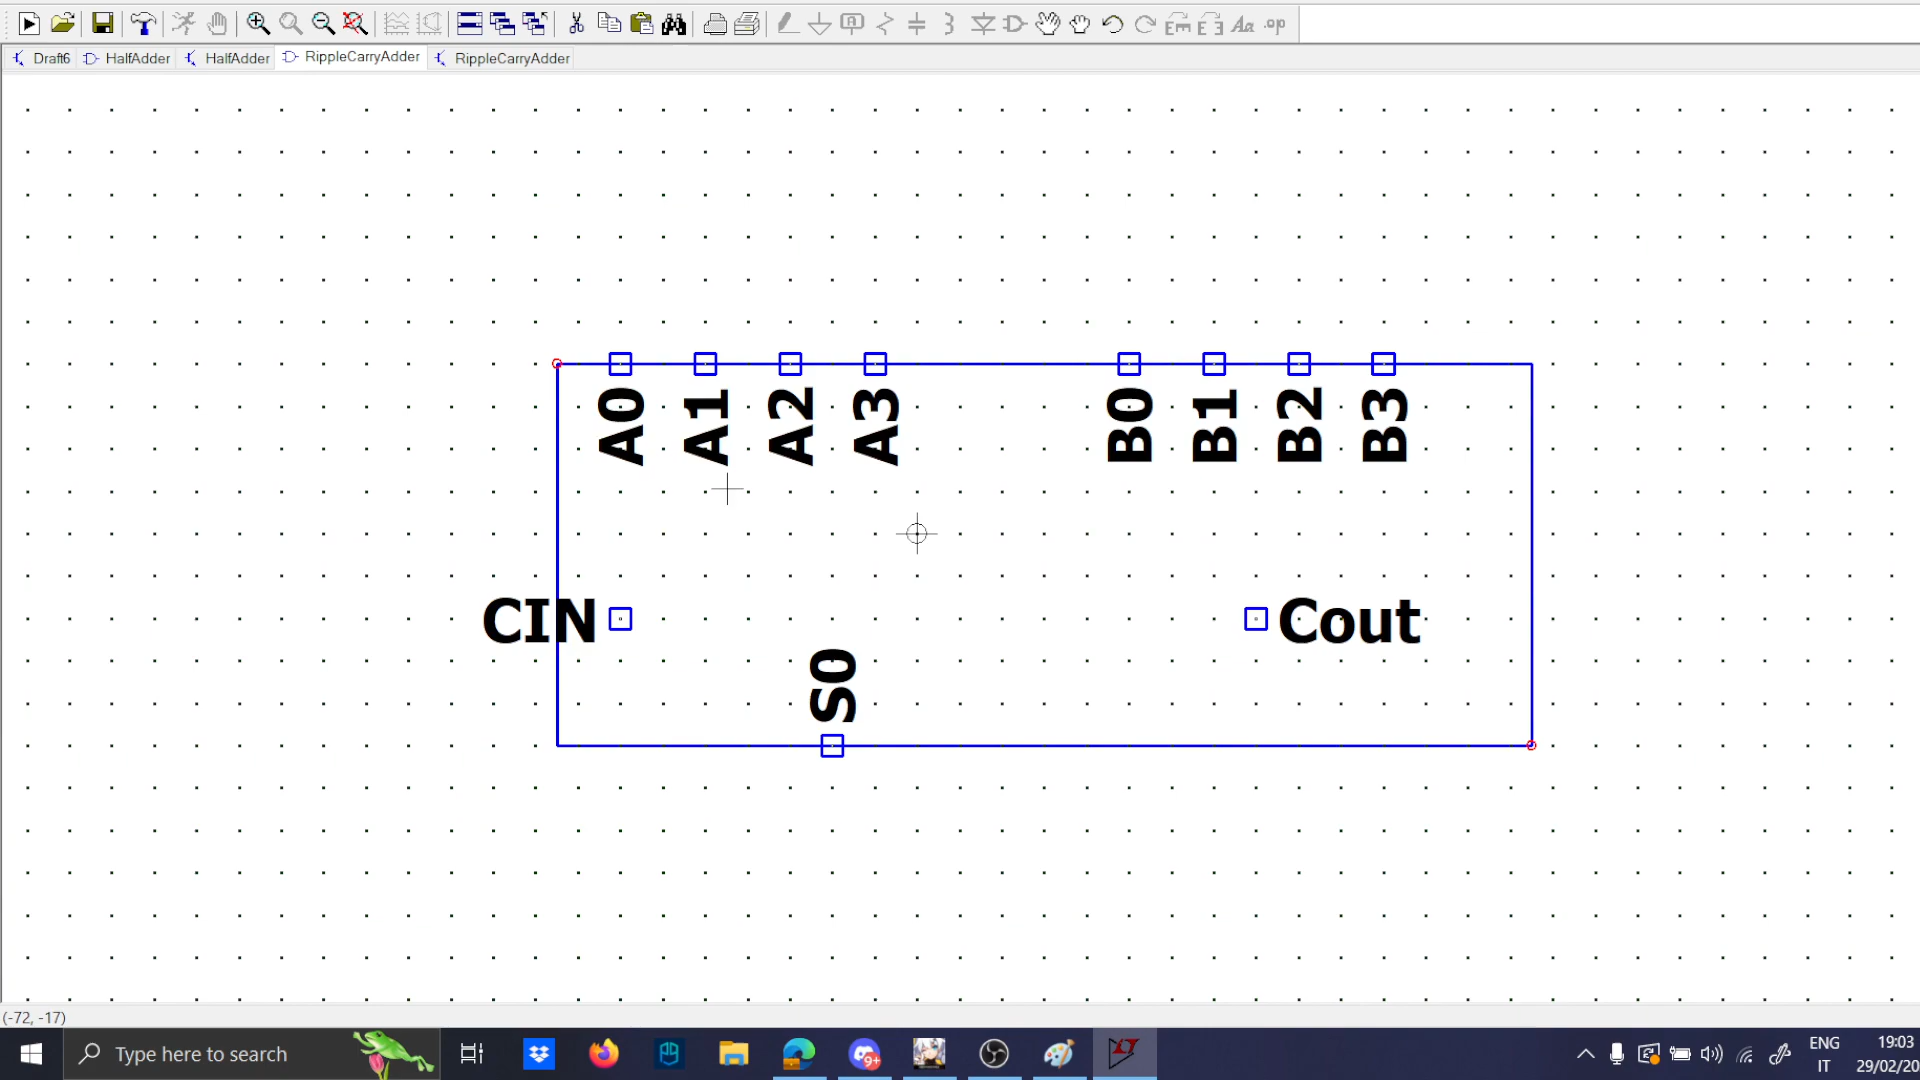 Draft6 HalfAdder HalfAdder RippleCarryAdder RippleCarryAdder
A0 A1 A2 A3 B0 B1 B2 B3
CIN Cout
S0
(-72, -17)
Type here to search
9+
ENG
IT
19:03
29/02/20